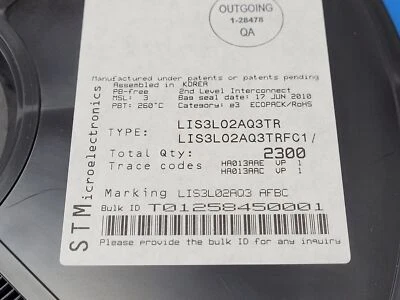 OUTGOING
1-28478
QA
Manufactured under patents or patents pending
Assembled in KOREA
PB-free 2nd Level Interconnect
MSL: 3 Bag seal date: 17 JUN 2010
PBT: 260°C Category: e3 ECOPACK/RoHS
TYPE: LIS3L02AQ3TR
LIS3L02AQ3TRFC1/
Total Qty: 2300
Trace codes HA013AAE VP 1
HA013AAC VP 1
Marking LIS3L02AQ3 AFBC
Bulk ID T01258450001
Please provide the bulk ID for any inquiry
STMicroelectronics